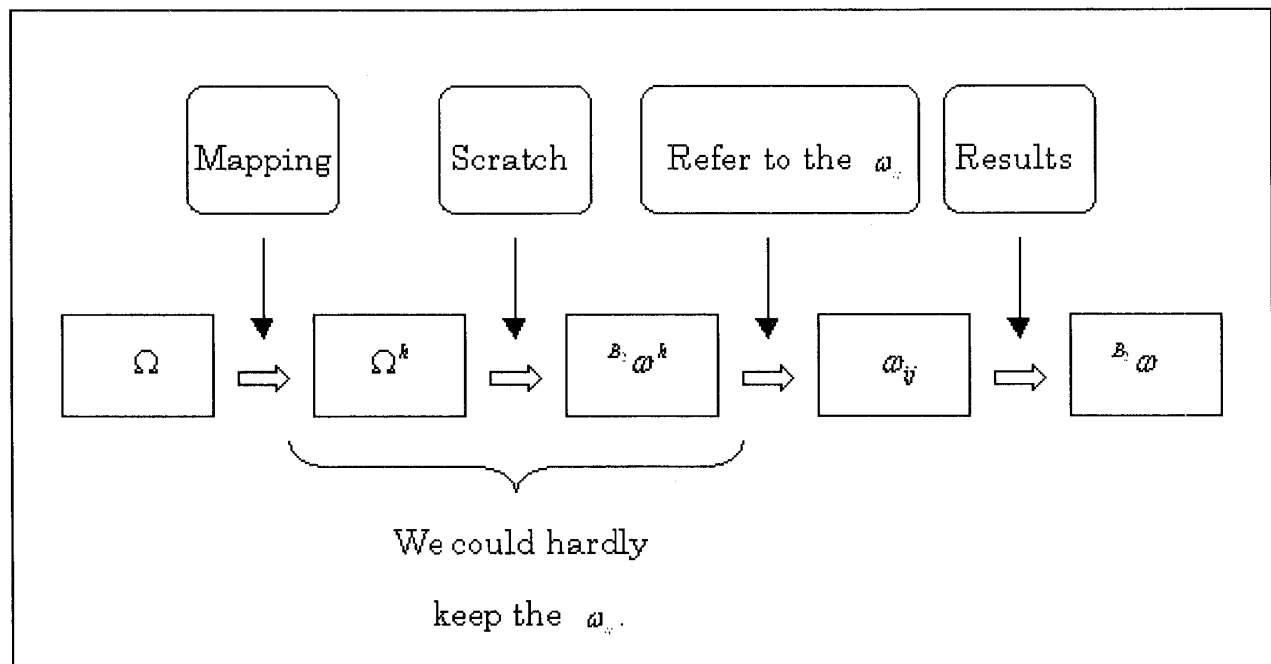 Mapping
Scratch
Refer to the ω
Results
Ω
Ω^k
ω^k
ω_ij
ω
We could hardly
keep the ω